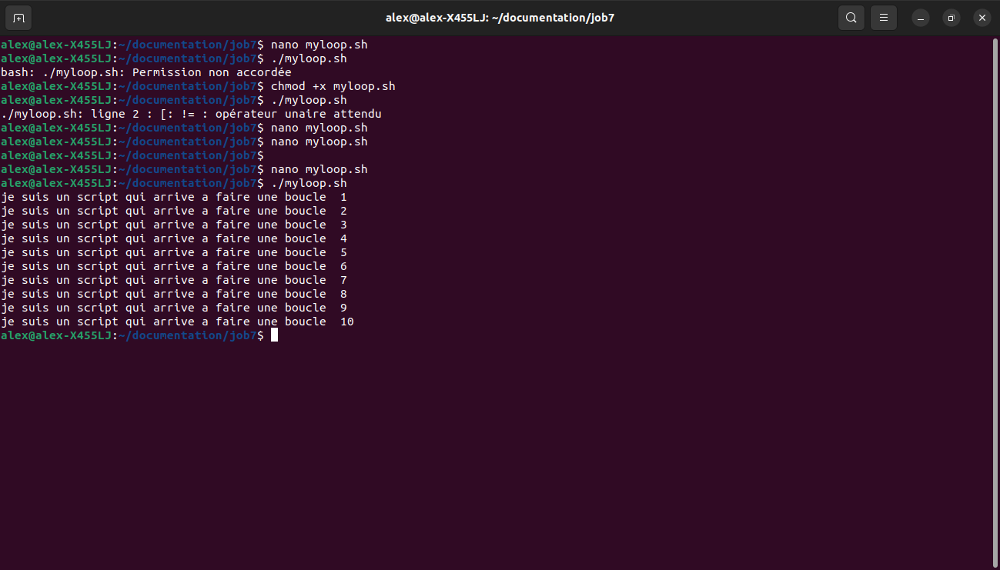 alex@alex-X455LJ: ~/documentation/job7
alex@alex-X455LJ:~/documentation/job7$ nano myloop.sh
alex@alex-X455LJ:~/documentation/job7$ ./myloop.sh
bash: ./myloop.sh: Permission non accordée
alex@alex-X455LJ:~/documentation/job7$ chmod +x myloop.sh
alex@alex-X455LJ:~/documentation/job7$ ./myloop.sh
./myloop.sh: ligne 2 : [: != : opérateur unaire attendu
alex@alex-X455LJ:~/documentation/job7$ nano myloop.sh
alex@alex-X455LJ:~/documentation/job7$ nano myloop.sh
alex@alex-X455LJ:~/documentation/job7$
alex@alex-X455LJ:~/documentation/job7$ nano myloop.sh
alex@alex-X455LJ:~/documentation/job7$ ./myloop.sh
je suis un script qui arrive a faire une boucle  1
je suis un script qui arrive a faire une boucle  2
je suis un script qui arrive a faire une boucle  3
je suis un script qui arrive a faire une boucle  4
je suis un script qui arrive a faire une boucle  5
je suis un script qui arrive a faire une boucle  6
je suis un script qui arrive a faire une boucle  7
je suis un script qui arrive a faire une boucle  8
je suis un script qui arrive a faire une boucle  9
je suis un script qui arrive a faire une boucle  10
alex@alex-X455LJ:~/documentation/job7$